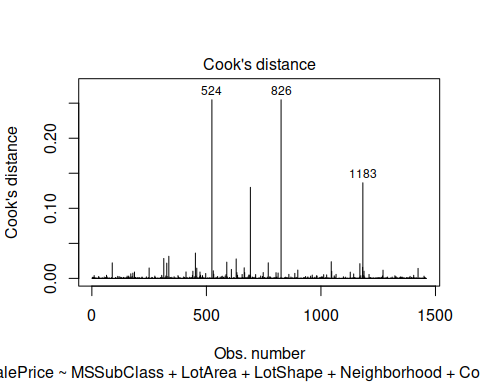 Cook's distance
524
826
1183
Cook's distance
0.20
0.10
0.00
0
500
1000
1500
Obs. number
alePrice ~ MSSubClass + LotArea + LotShape + Neighborhood + Co